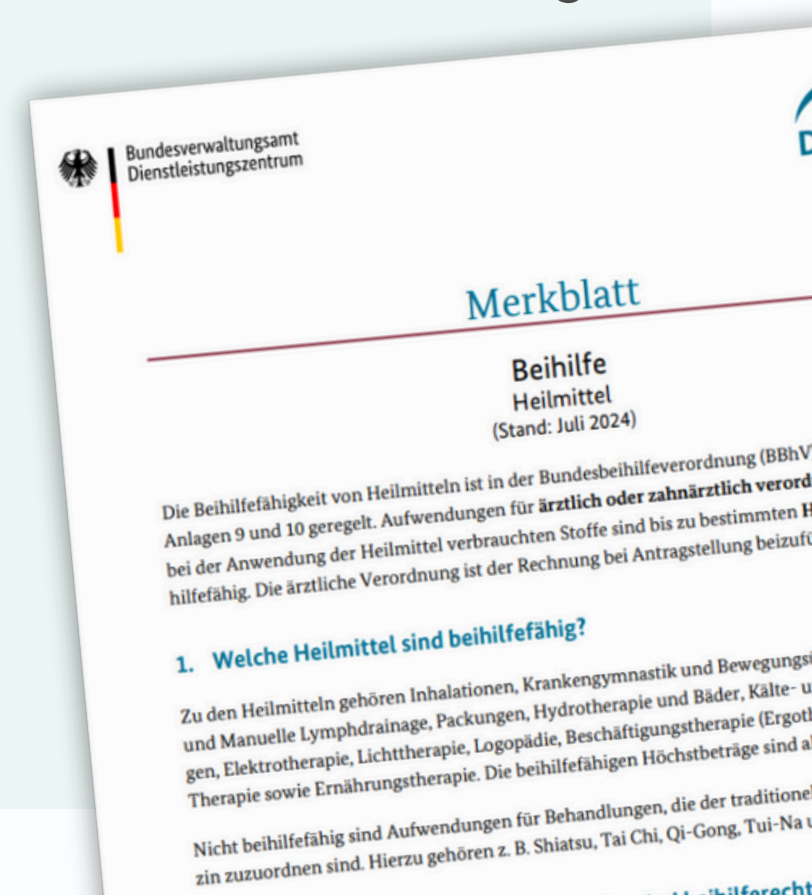 Bundesverwaltungsamt
Dienstleistungszentrum
D
Merkblatt
Beihilfe
Heilmittel
(Stand: Juli 2024)
Die Beihilfefähigkeit von Heilmitteln ist in der Bundesbeihilfeverordnung (BBhV
Anlagen 9 und 10 geregelt. Aufwendungen für ärztlich oder zahnärztlich verord
bei der Anwendung der Heilmittel verbrauchten Stoffe sind bis zu bestimmten H
hilfefähig. Die ärztliche Verordnung ist der Rechnung bei Antragstellung beizufü
1. Welche Heilmittel sind beihilfefähig?
Zu den Heilmitteln gehören Inhalationen, Krankengymnastik und Bewegungsü
und Manuelle Lymphdrainage, Packungen, Hydrotherapie und Bäder, Kälte- u
gen, Elektrotherapie, Lichttherapie, Logopädie, Beschäftigungstherapie (Ergoth
Therapie sowie Ernährungstherapie. Die beihilfefähigen Höchstbeträge sind a
Nicht beihilfefähig sind Aufwendungen für Behandlungen, die der traditionel
zin zuzuordnen sind. Hierzu gehören z. B. Shiatsu, Tai Chi, Qi-Gong, Tui-Na u